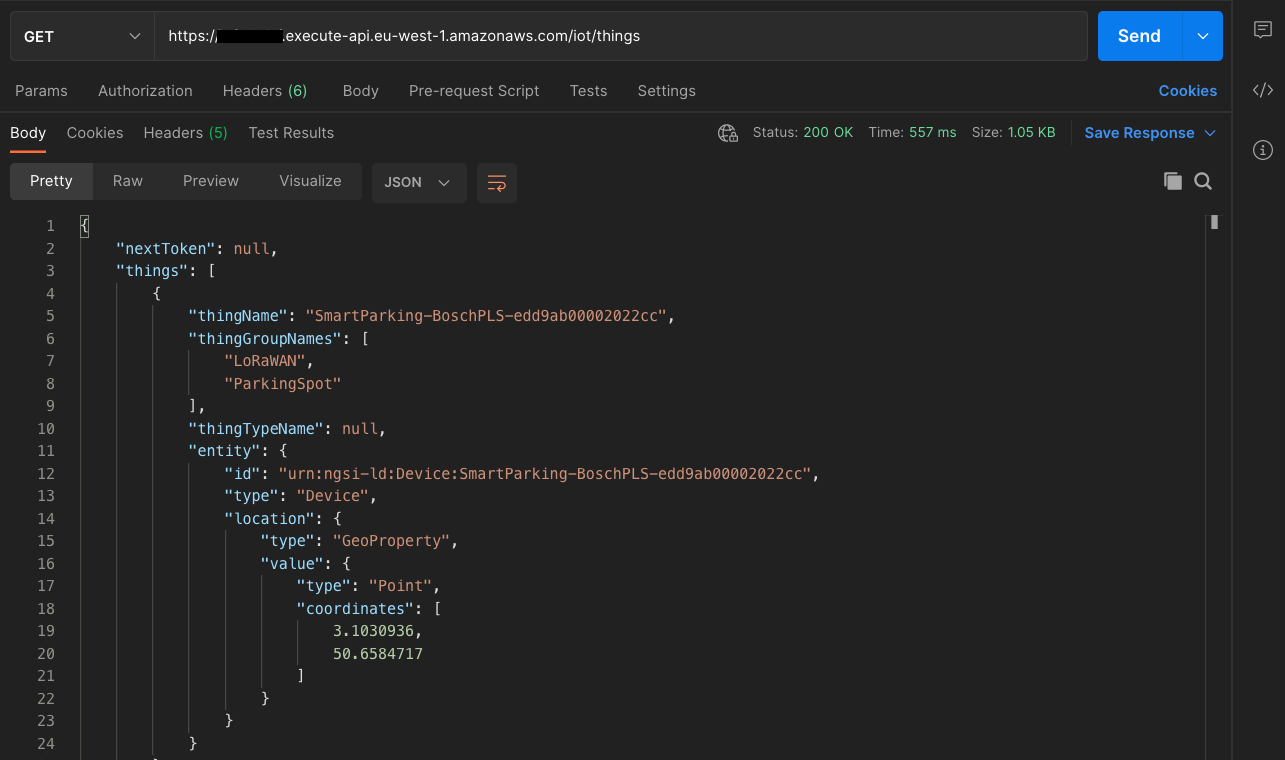 GET https:// .execute-api.eu-west-1.amazonaws.com/iot/things Send
Params Authorization Headers (6) Body Pre-request Script Tests Settings Cookies
Body Cookies Headers (5) Test Results Status: 200 OK Time: 557 ms Size: 1.05 KB Save Response
Pretty Raw Preview Visualize JSON
1 {
2 "nextToken": null,
3 "things": [
4 {
5 "thingName": "SmartParking-BoschPLS-edd9ab00002022cc",
6 "thingGroupNames": [
7 "LoRaWAN",
8 "ParkingSpot"
9 ],
10 "thingTypeName": null,
11 "entity": {
12 "id": "urn:ngsi-ld:Device:SmartParking-BoschPLS-edd9ab00002022cc",
13 "type": "Device",
14 "location": {
15 "type": "GeoProperty",
16 "value": {
17 "type": "Point",
18 "coordinates": [
19 3.1030936,
20 50.6584717
21 ]
22 }
23 }
24 }